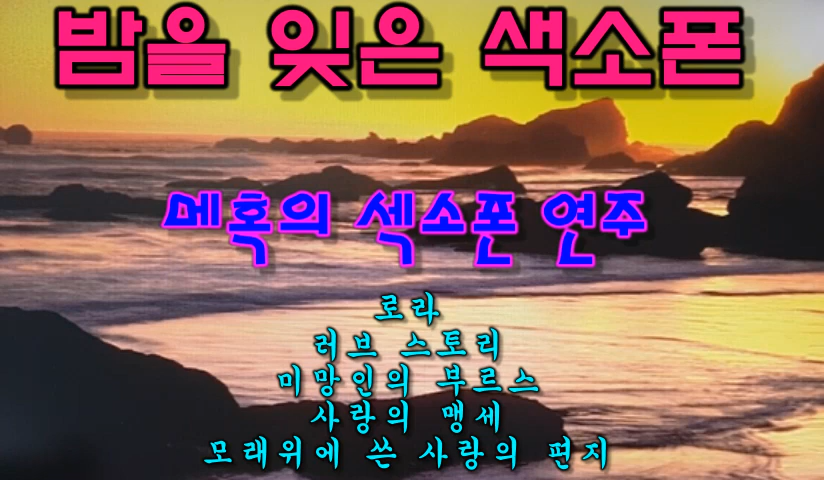 밤을 잊은 색소폰
메혹의 섹소폰 연주
로라
러브 스토리
미망인의 부르스
사랑의 맹세
모래위에 쓴 사랑의 편지